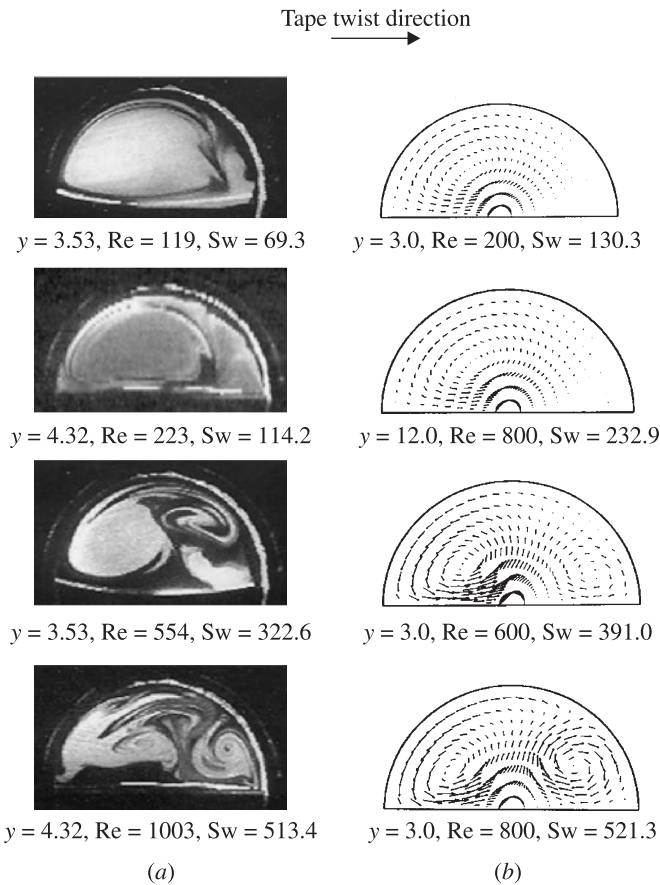 Tape twist direction
y = 3.53, Re = 119, Sw = 69.3
y = 3.0, Re = 200, Sw = 130.3
y = 4.32, Re = 223, Sw = 114.2
y = 12.0, Re = 800, Sw = 232.9
y = 3.53, Re = 554, Sw = 322.6
y = 3.0, Re = 600, Sw = 391.0
y = 4.32, Re = 1003, Sw = 513.4
y = 3.0, Re = 800, Sw = 521.3
(a)
(b)